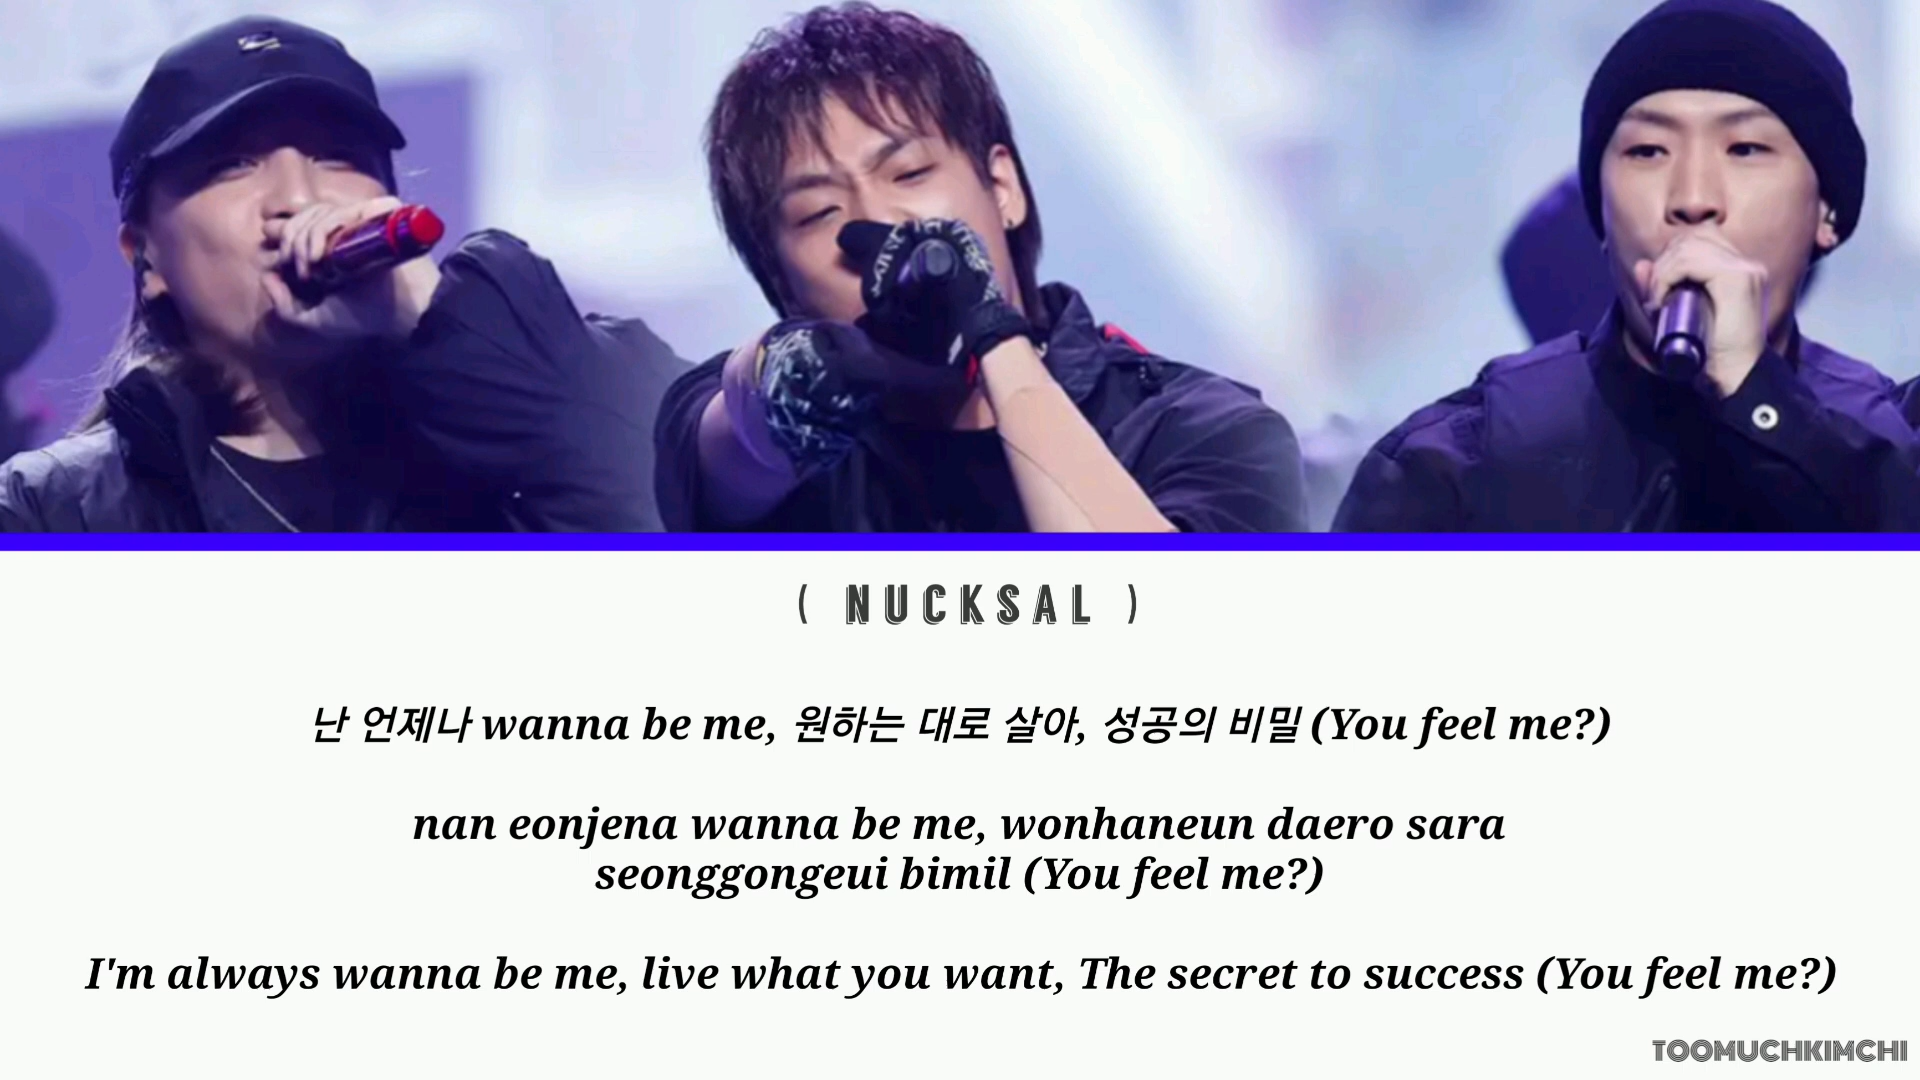 ( NUCKSAL )
난 언제나 wanna be me, 원하는 대로 살아, 성공의 비밀 (You feel me?)
nan eonjena wanna be me, wonhaneun daero sara
seonggongeui bimil (You feel me?)
I'm always wanna be me, live what you want, The secret to success (You feel me?)
TOOMUCHKIMCHI